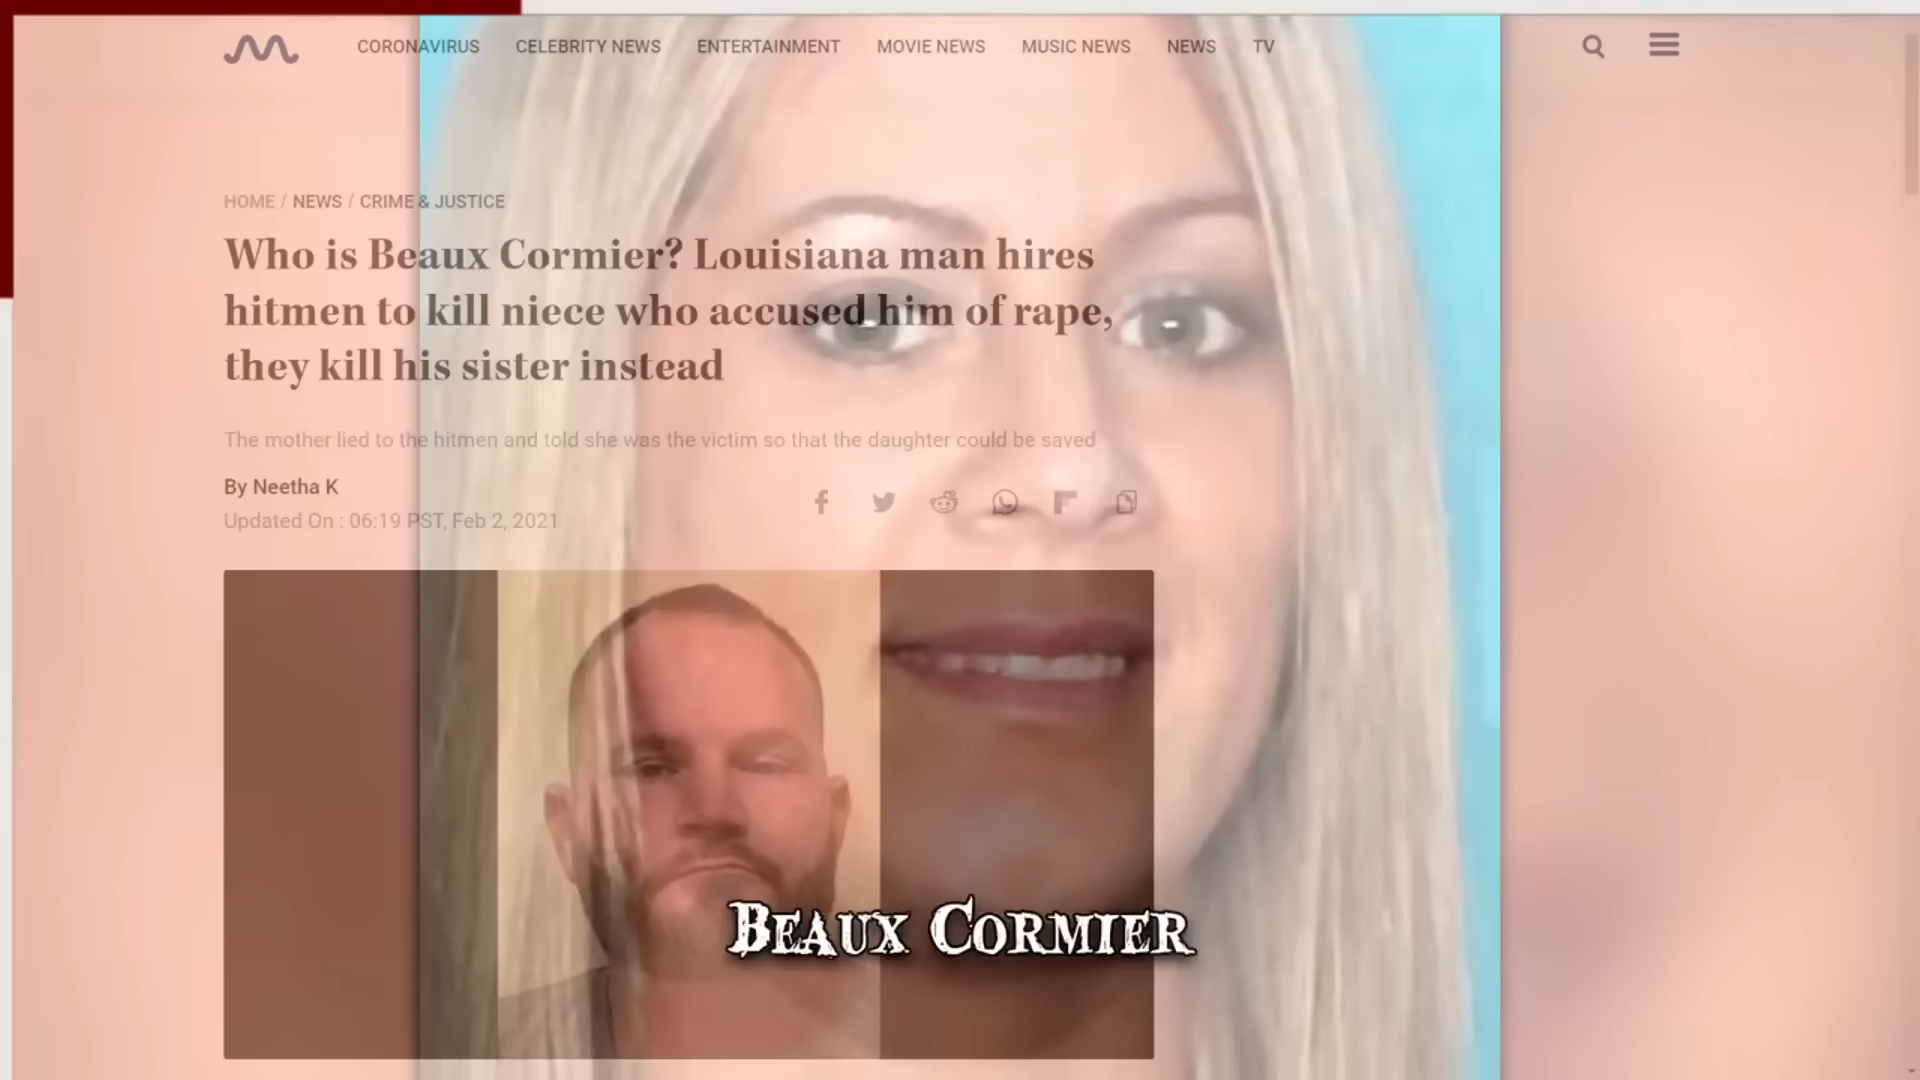 CORONAVIRUS CELEBRITY NEWS ENTERTAINMENT MOVIE NEWS MUSIC NEWS NEWS TV
HOME / NEWS / CRIME & JUSTICE
Who is Beaux Cormier? Louisiana man hires
hitmen to kill niece who accused him of rape,
they kill his sister instead
The mother lied to the hitmen and told she was the victim so that the daughter could be saved
By Neetha K
Updated On : 06:19 PST, Feb 2, 2021
BEAUX CORMIER